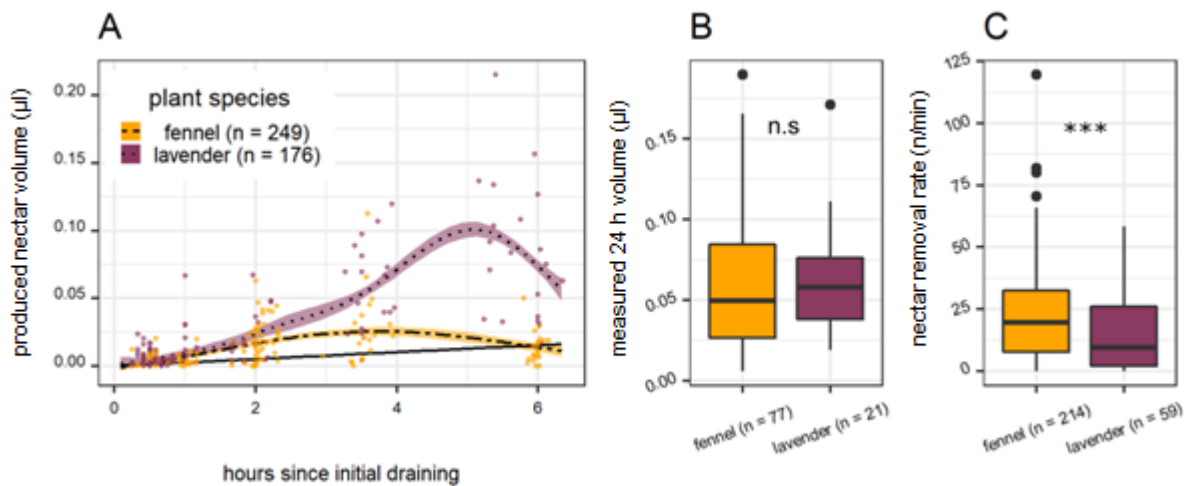 A
produced nectar volume (µl)
0.20
0.15
0.10
0.05
0.00
plant species
fennel (n = 249)
lavender (n = 176)
0
2
4
6
hours since initial draining
B
measured 24 h volume (µl)
0.15
0.10
0.05
0.00
n.s
fennel (n = 77)
lavender (n = 21)
C
nectar removal rate (n/min)
125
100
75
50
25
0
***
fennel (n = 214)
lavender (n = 59)